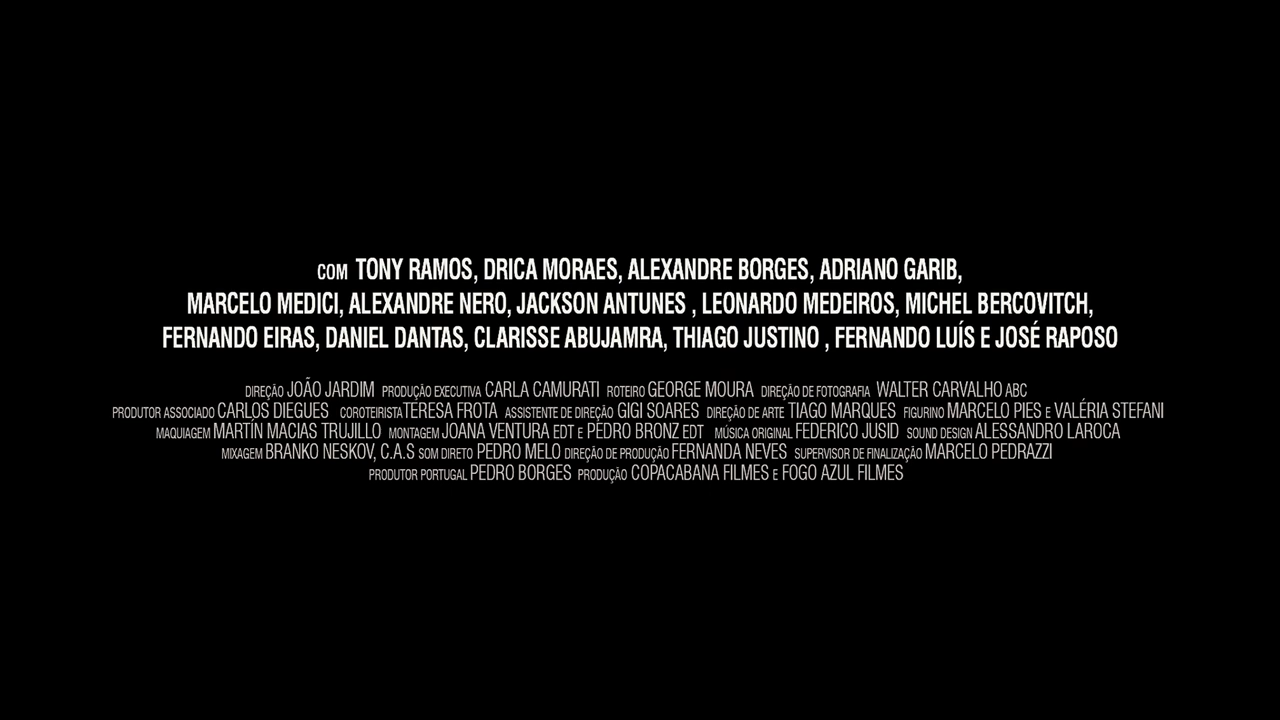 COM TONY RAMOS, DRICA MORAES, ALEXANDRE BORGES, ADRIANO GARIB,
MARCELO MEDICI, ALEXANDRE NERO, JACKSON ANTUNES , LEONARDO MEDEIROS, MICHEL BERCOVITCH,
FERNANDO EIRAS, DANIEL DANTAS, CLARISSE ABUJAMRA, THIAGO JUSTINO , FERNANDO LUÍS E JOSÉ RAPOSO
DIREÇÃO JOÃO JARDIM PRODUÇÃO EXECUTIVA CARLA CAMURATI ROTEIRO GEORGE MOURA DIREÇÃO DE FOTOGRAFIA WALTER CARVALHO ABC
PRODUTOR ASSOCIADO CARLOS DIEGUES COROTEIRISTA TERESA FROTA ASSISTENTE DE DIREÇÃO GIGI SOARES DIREÇÃO DE ARTE TIAGO MARQUES FIGURINO MARCELO PIES E VALÉRIA STEFANI
MAQUIAGEM MARTÍN MACIAS TRUJILLO MONTAGEM JOANA VENTURA EDT E PEDRO BRONZ EDT MÚSICA ORIGINAL FEDERICO JUSID SOUND DESIGN ALESSANDRO LAROCA
MIXAGEM BRANKO NESKOV, C.A.S SOM DIRETO PEDRO MELO DIREÇÃO DE PRODUÇÃO FERNANDA NEVES SUPERVISOR DE FINALIZAÇÃO MARCELO PEDRAZZI
PRODUTOR PORTUGAL PEDRO BORGES PRODUÇÃO COPACABANA FILMES E FOGO AZUL FILMES